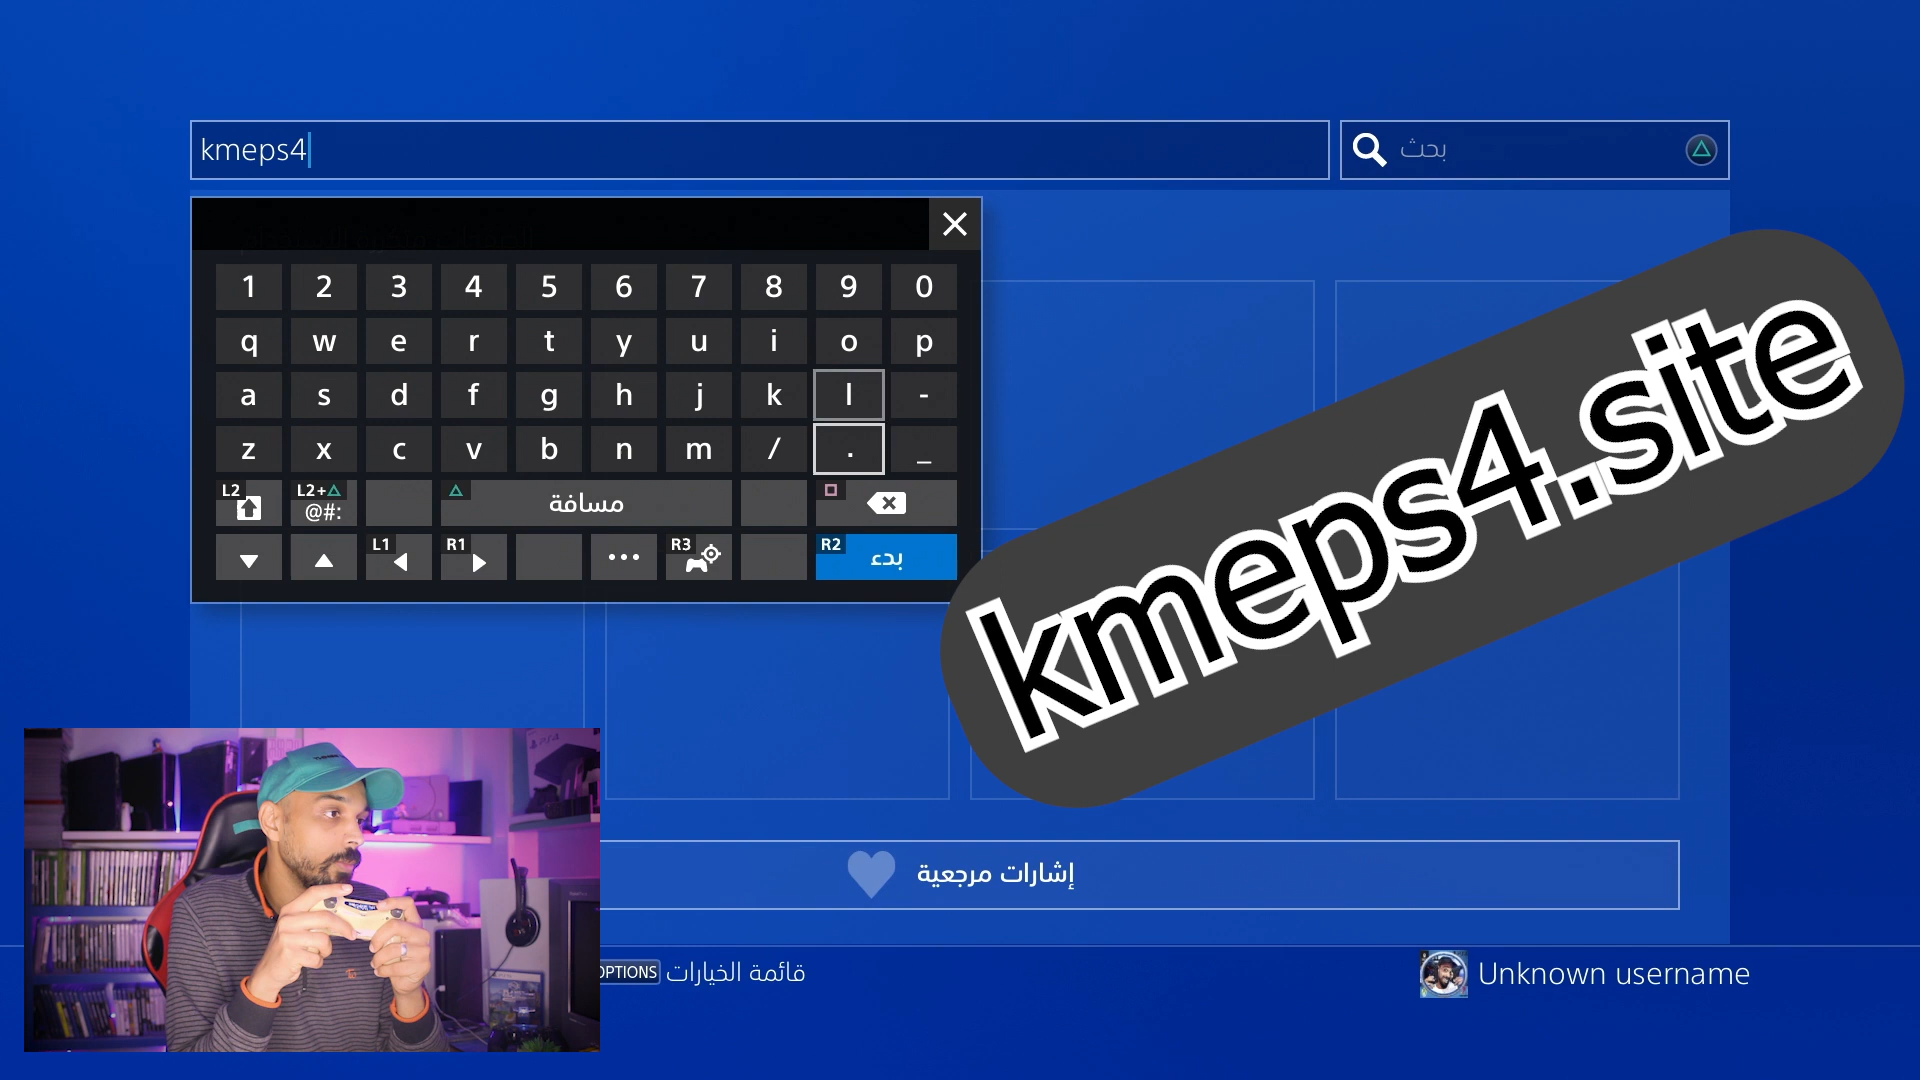 kmeps4
بحث
1 2 3 4 5 6 7 8 9 0
q w e r t y u i o p
a s d f g h j k l -
z x c v b n m / . _
L2 L2+△ @#: △ مسافة
L1 R1 ... R3 R2 بدء
kmeps4.site
إشارات مرجعية
OPTIONS قائمة الخيارات
Unknown username